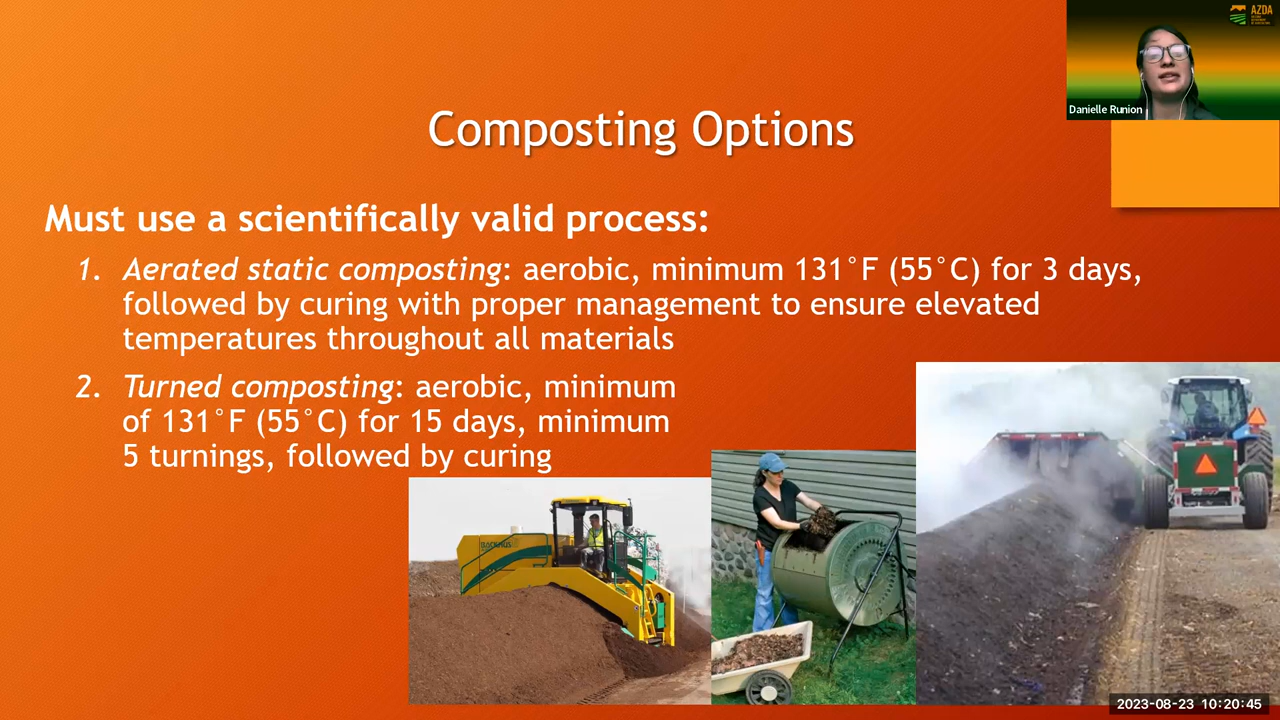 AZDA
Danielle Runion
Composting Options
Must use a scientifically valid process:
1. Aerated static composting: aerobic, minimum 131°F (55°C) for 3 days,
followed by curing with proper management to ensure elevated
temperatures throughout all materials
2. Turned composting: aerobic, minimum
of 131°F (55°C) for 15 days, minimum
5 turnings, followed by curing
2023-08-23 10:20:45